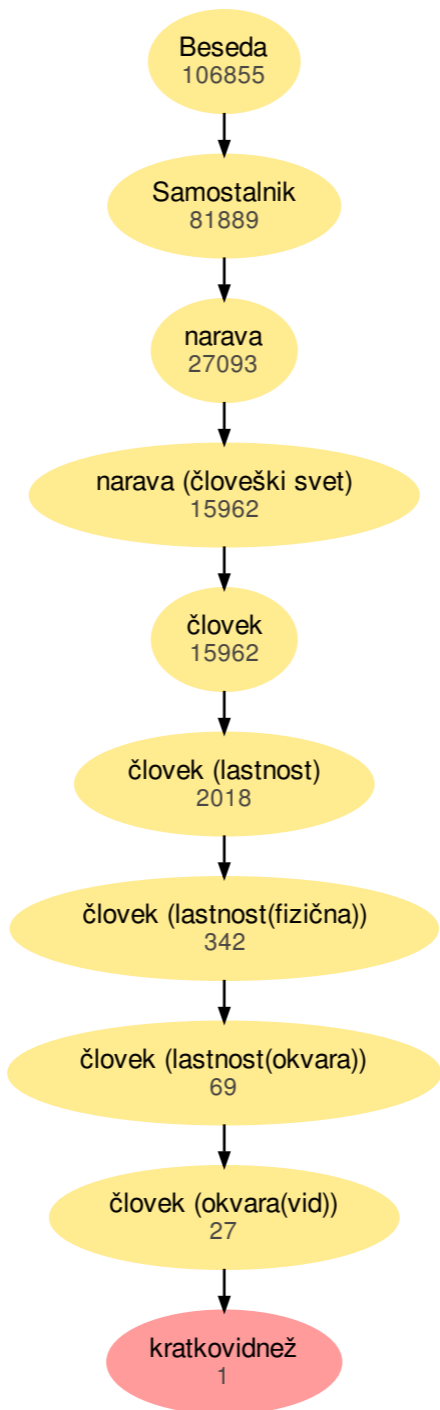 Beseda
106855
Samostalnik
81889
narava
27093
narava (človeški svet)
15962
človek
15962
človek (lastnost)
2018
človek (lastnost(fizična))
342
človek (lastnost(okvara))
69
človek (okvara(vid))
27
kratkovidnež
1